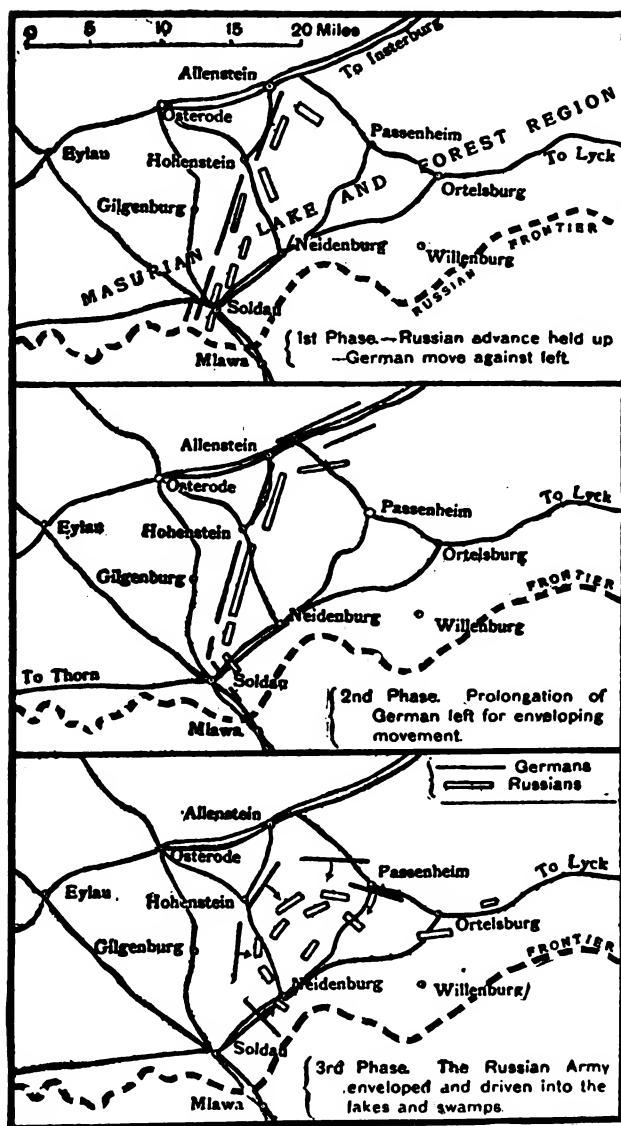 0 5 10 15 20 Miles
Allenstein
To Insterburg
Osterode
Passenheim
Eylau
Hohenstein
MASURIAN LAKE AND FOREST REGION
To Lyck
Ortelsburg
Gilgenburg
Neidenburg
Willenburg
RUSSIAN FRONTIER
Soldau
Mlawa
1st Phase.—Russian advance held up
—German move against left.
Allenstein
Osterode
To Lyck
Passenheim
Eylau
Hohenstein
Ortelsburg
Gilgenburg
FRONTIER
Neidenburg
Willenburg
To Thorn
Soldau
Mlawa
2nd Phase. Prolongation of
German left for enveloping
movement.
Germans
Russians
Allenstein
Osterode
Passenheim
To Lyck
Eylau
Hohenstein
Ortelsburg
Gilgenburg
FRONTIER
Neidenburg
Willenburg
Soldau
Mlawa
3rd Phase. The Russian Army
enveloped and driven into the
lakes and swamps.